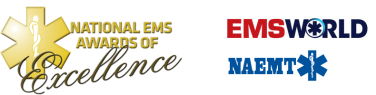 NATIONAL EMS
AWARDS OF
Excellence
EMSWORLD
NAEMT